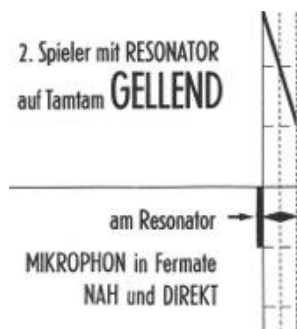 2. Spieler mit RESONATOR
auf Tamtam GELLEND
am Resonator
MIKROPHON in Fermate
NAH und DIREKT